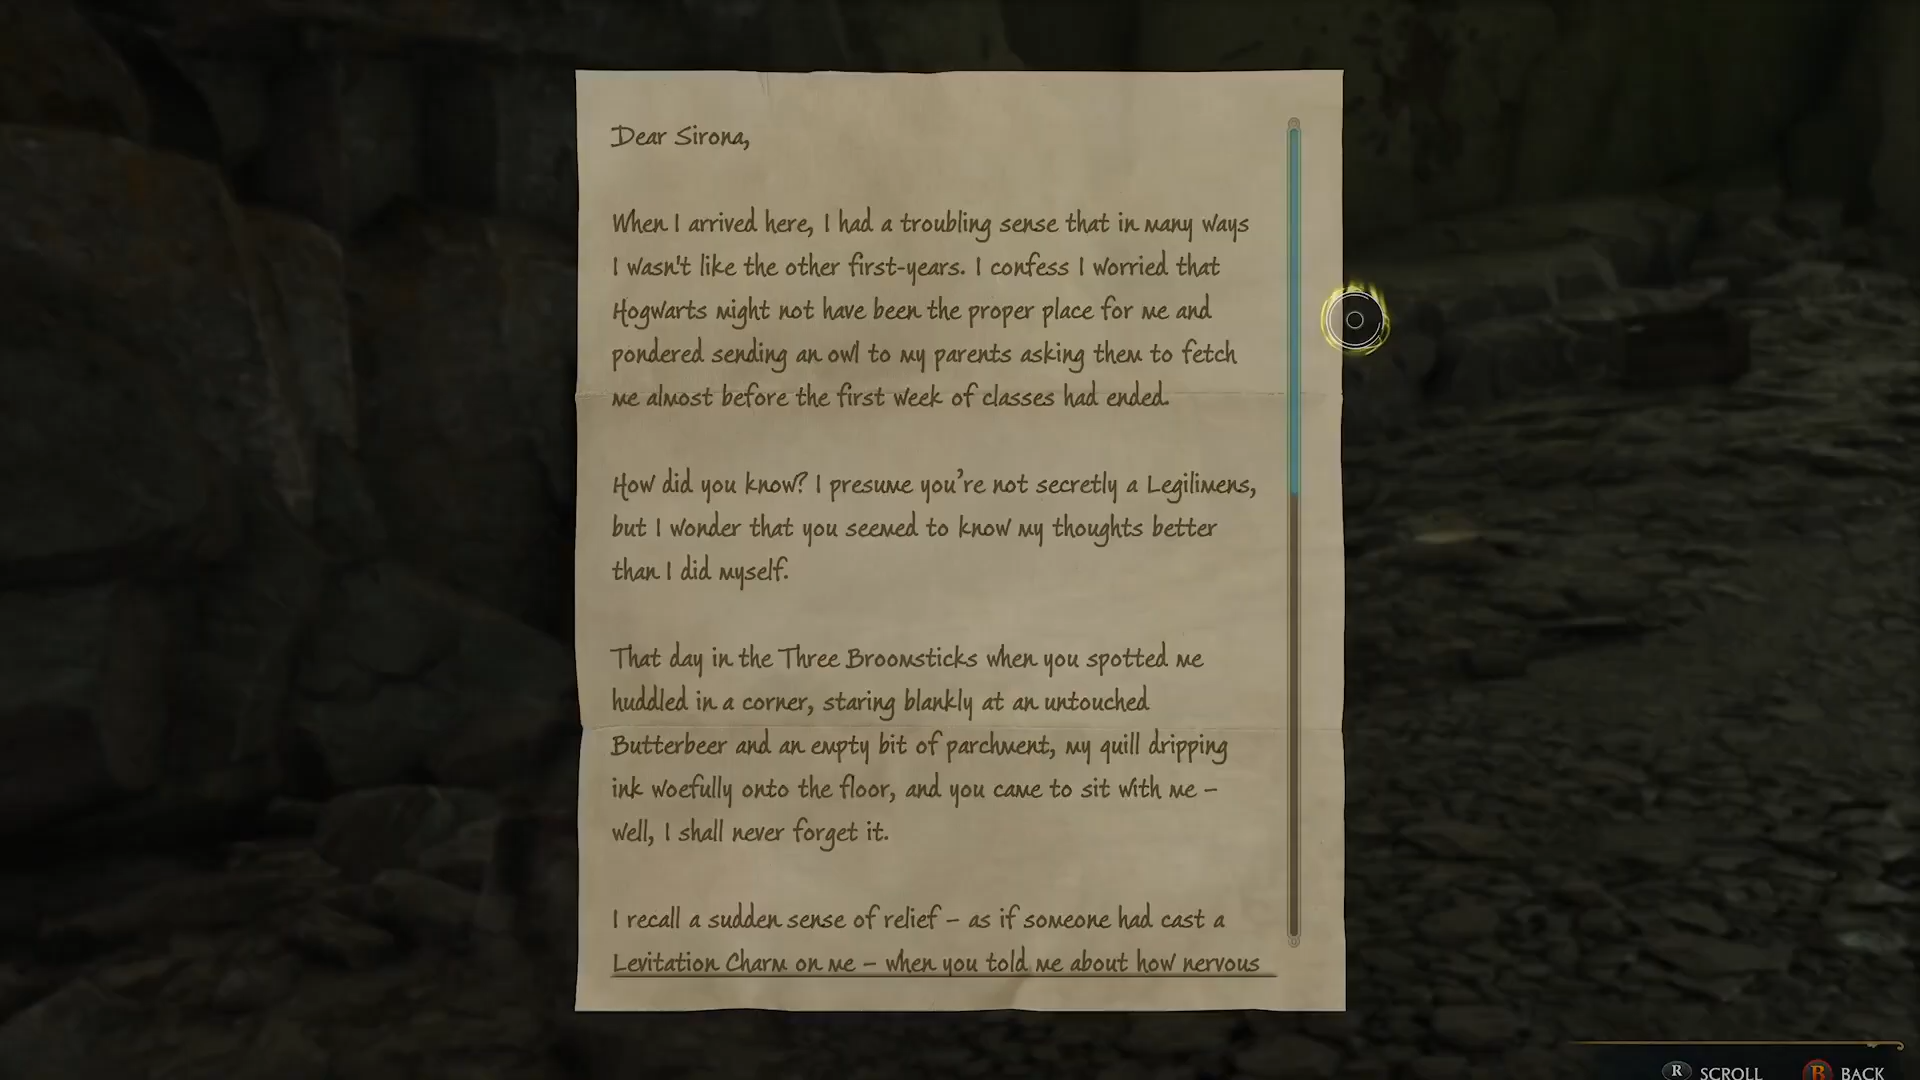 Dear Sirona,
When I arrived here, I had a troubling sense that in many ways
I wasn't like the other first-years. I confess I worried that
Hogwarts might not have been the proper place for me and
pondered sending an owl to my parents asking them to fetch
me almost before the first week of classes had ended.
How did you know? I presume you're not secretly a Legilimens,
but I wonder that you seemed to know my thoughts better
than I did myself.
That day in the Three Broomsticks when you spotted me
huddled in a corner, staring blankly at an untouched
Butterbeer and an empty bit of parchment, my quill dripping
ink woefully onto the floor, and you came to sit with me –
well, I shall never forget it.
I recall a sudden sense of relief – as if someone had cast a
Levitation Charm on me – when you told me about how nervous
R SCROLL B BACK